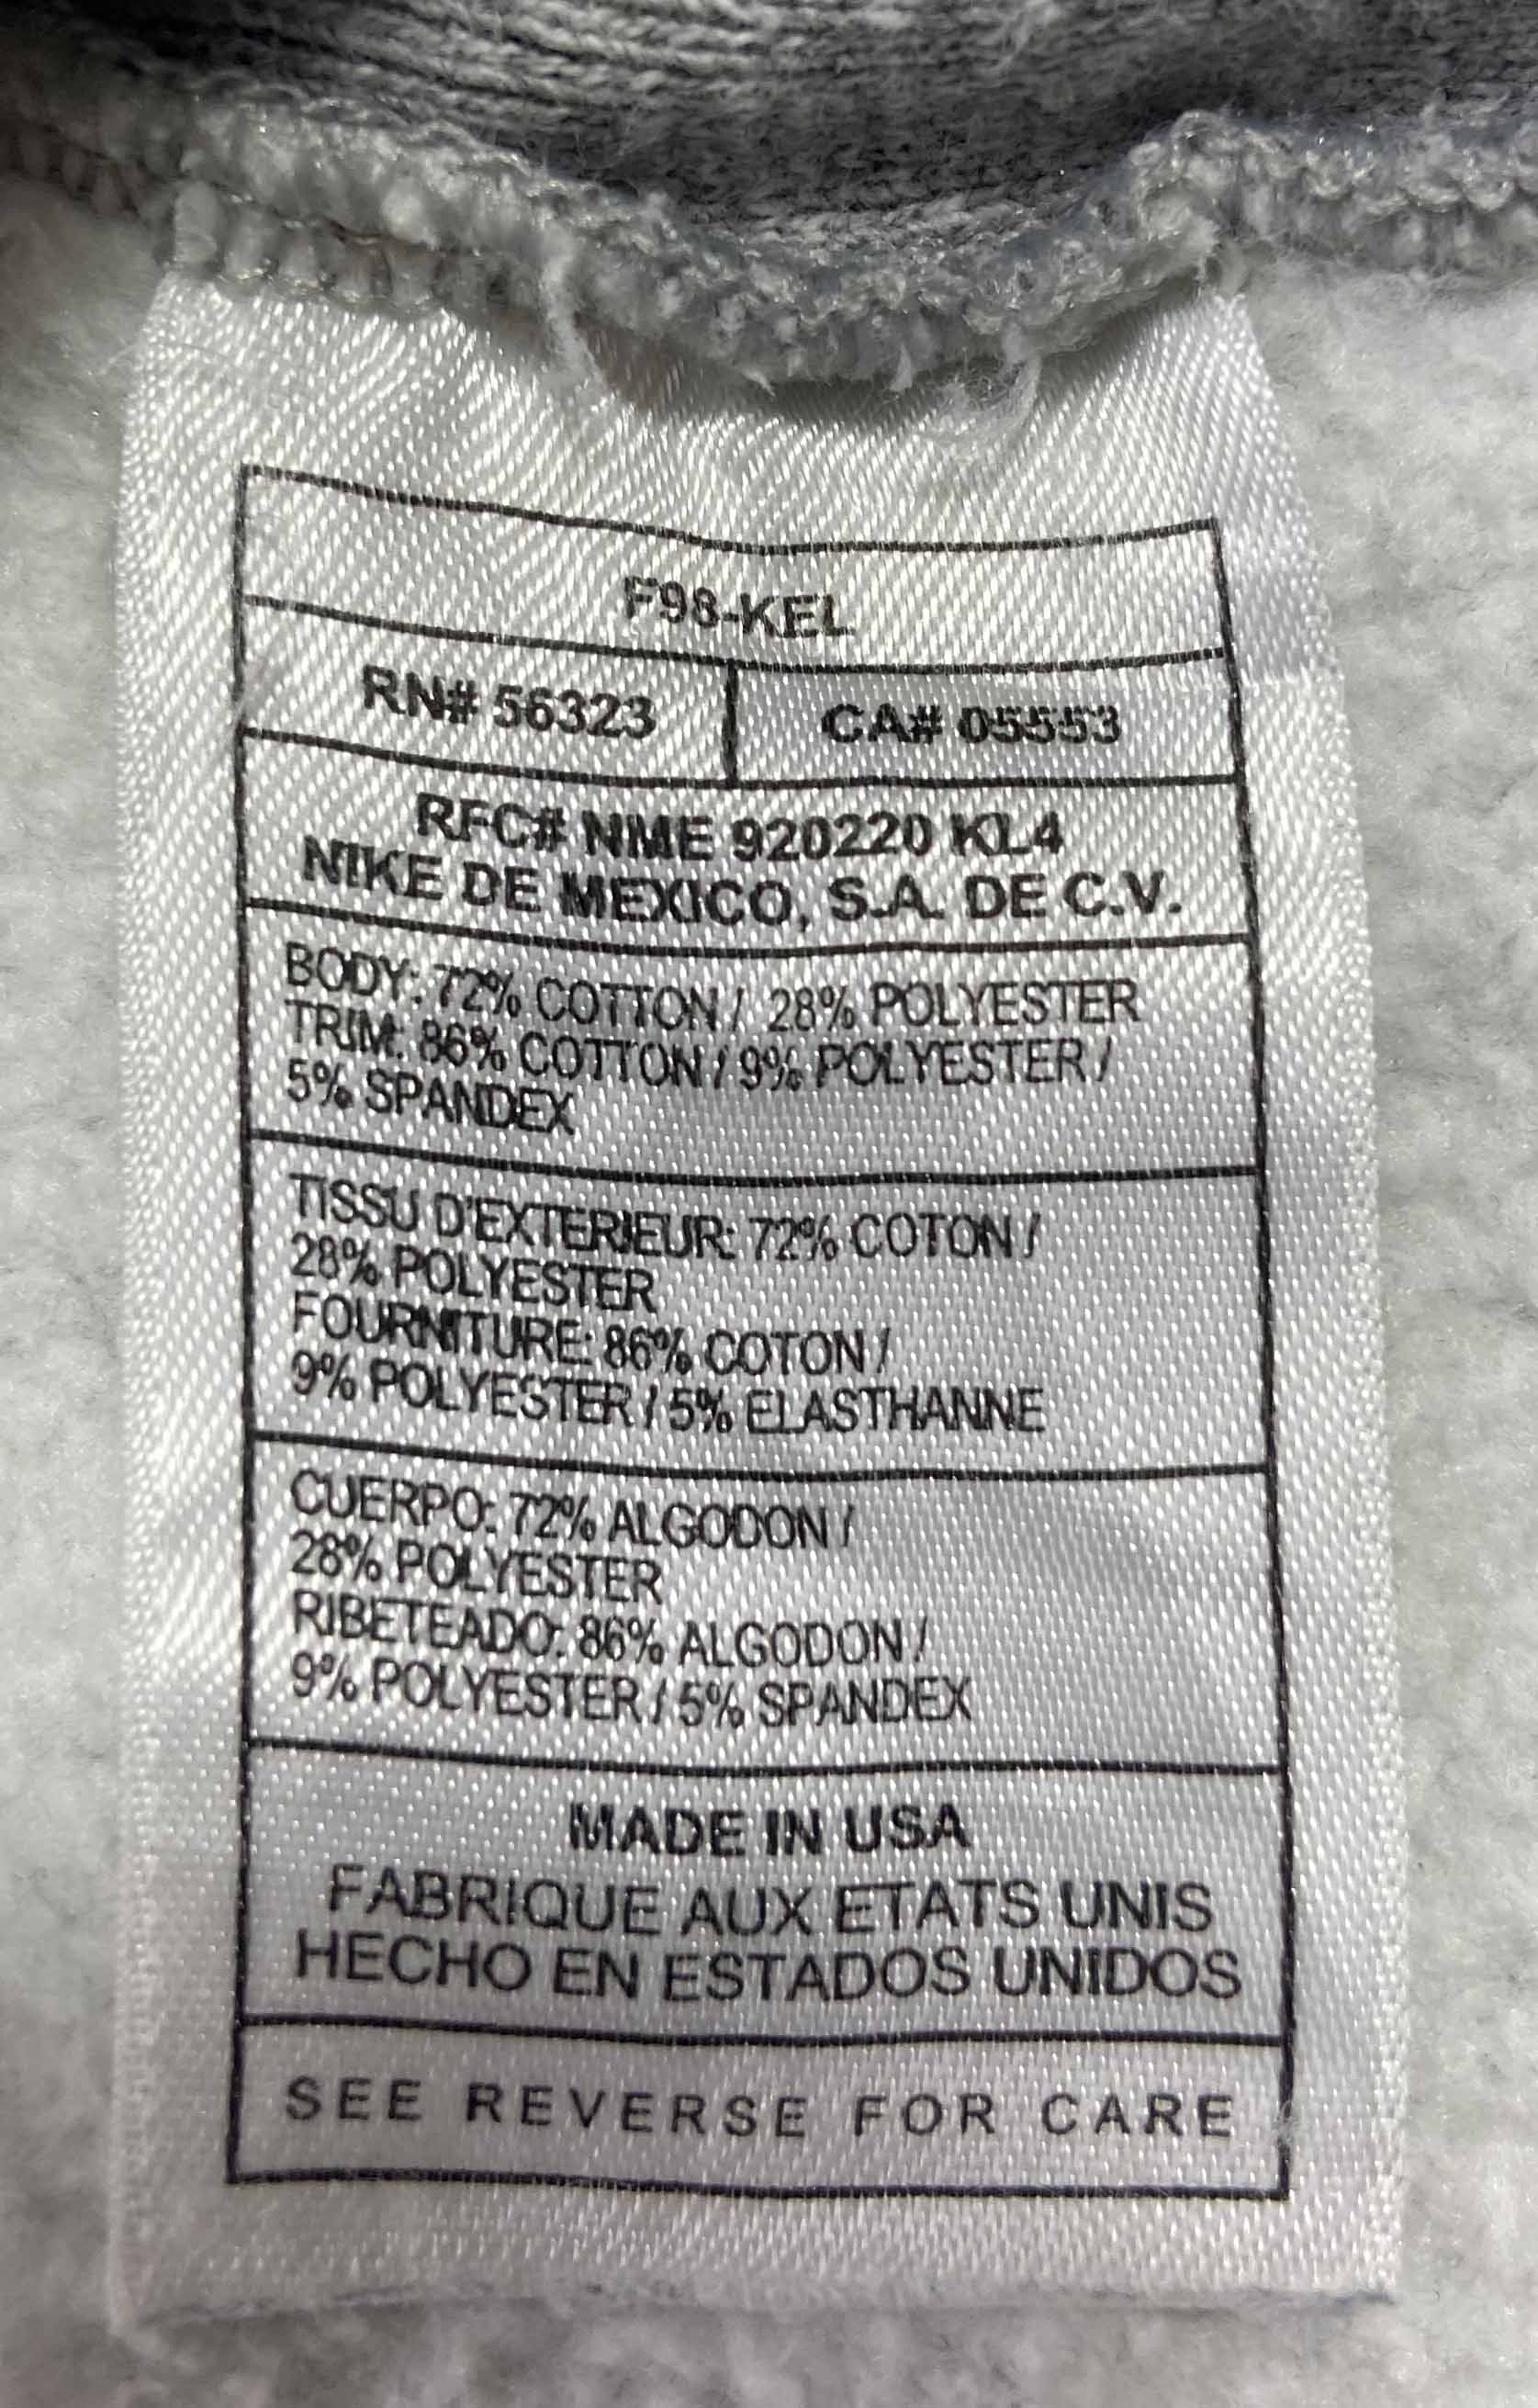 F98-KEL
RN# 56323 CA# 05553
RFC# NME 920220 KL4
NIKE DE MEXICO, S.A. DE C.V.
BODY: 72% COTTON / 28% POLYESTER
TRIM: 86% COTTON / 9% POLYESTER /
5% SPANDEX
TISSU D'EXTERIEUR: 72% COTON /
28% POLYESTER
FOURNITURE: 86% COTON /
9% POLYESTER / 5% ELASTHANNE
CUERPO: 72% ALGODON /
28% POLYESTER
RIBETEADO: 86% ALGODON /
9% POLYESTER / 5% SPANDEX
MADE IN USA
FABRIQUE AUX ETATS UNIS
HECHO EN ESTADOS UNIDOS
SEE REVERSE FOR CARE